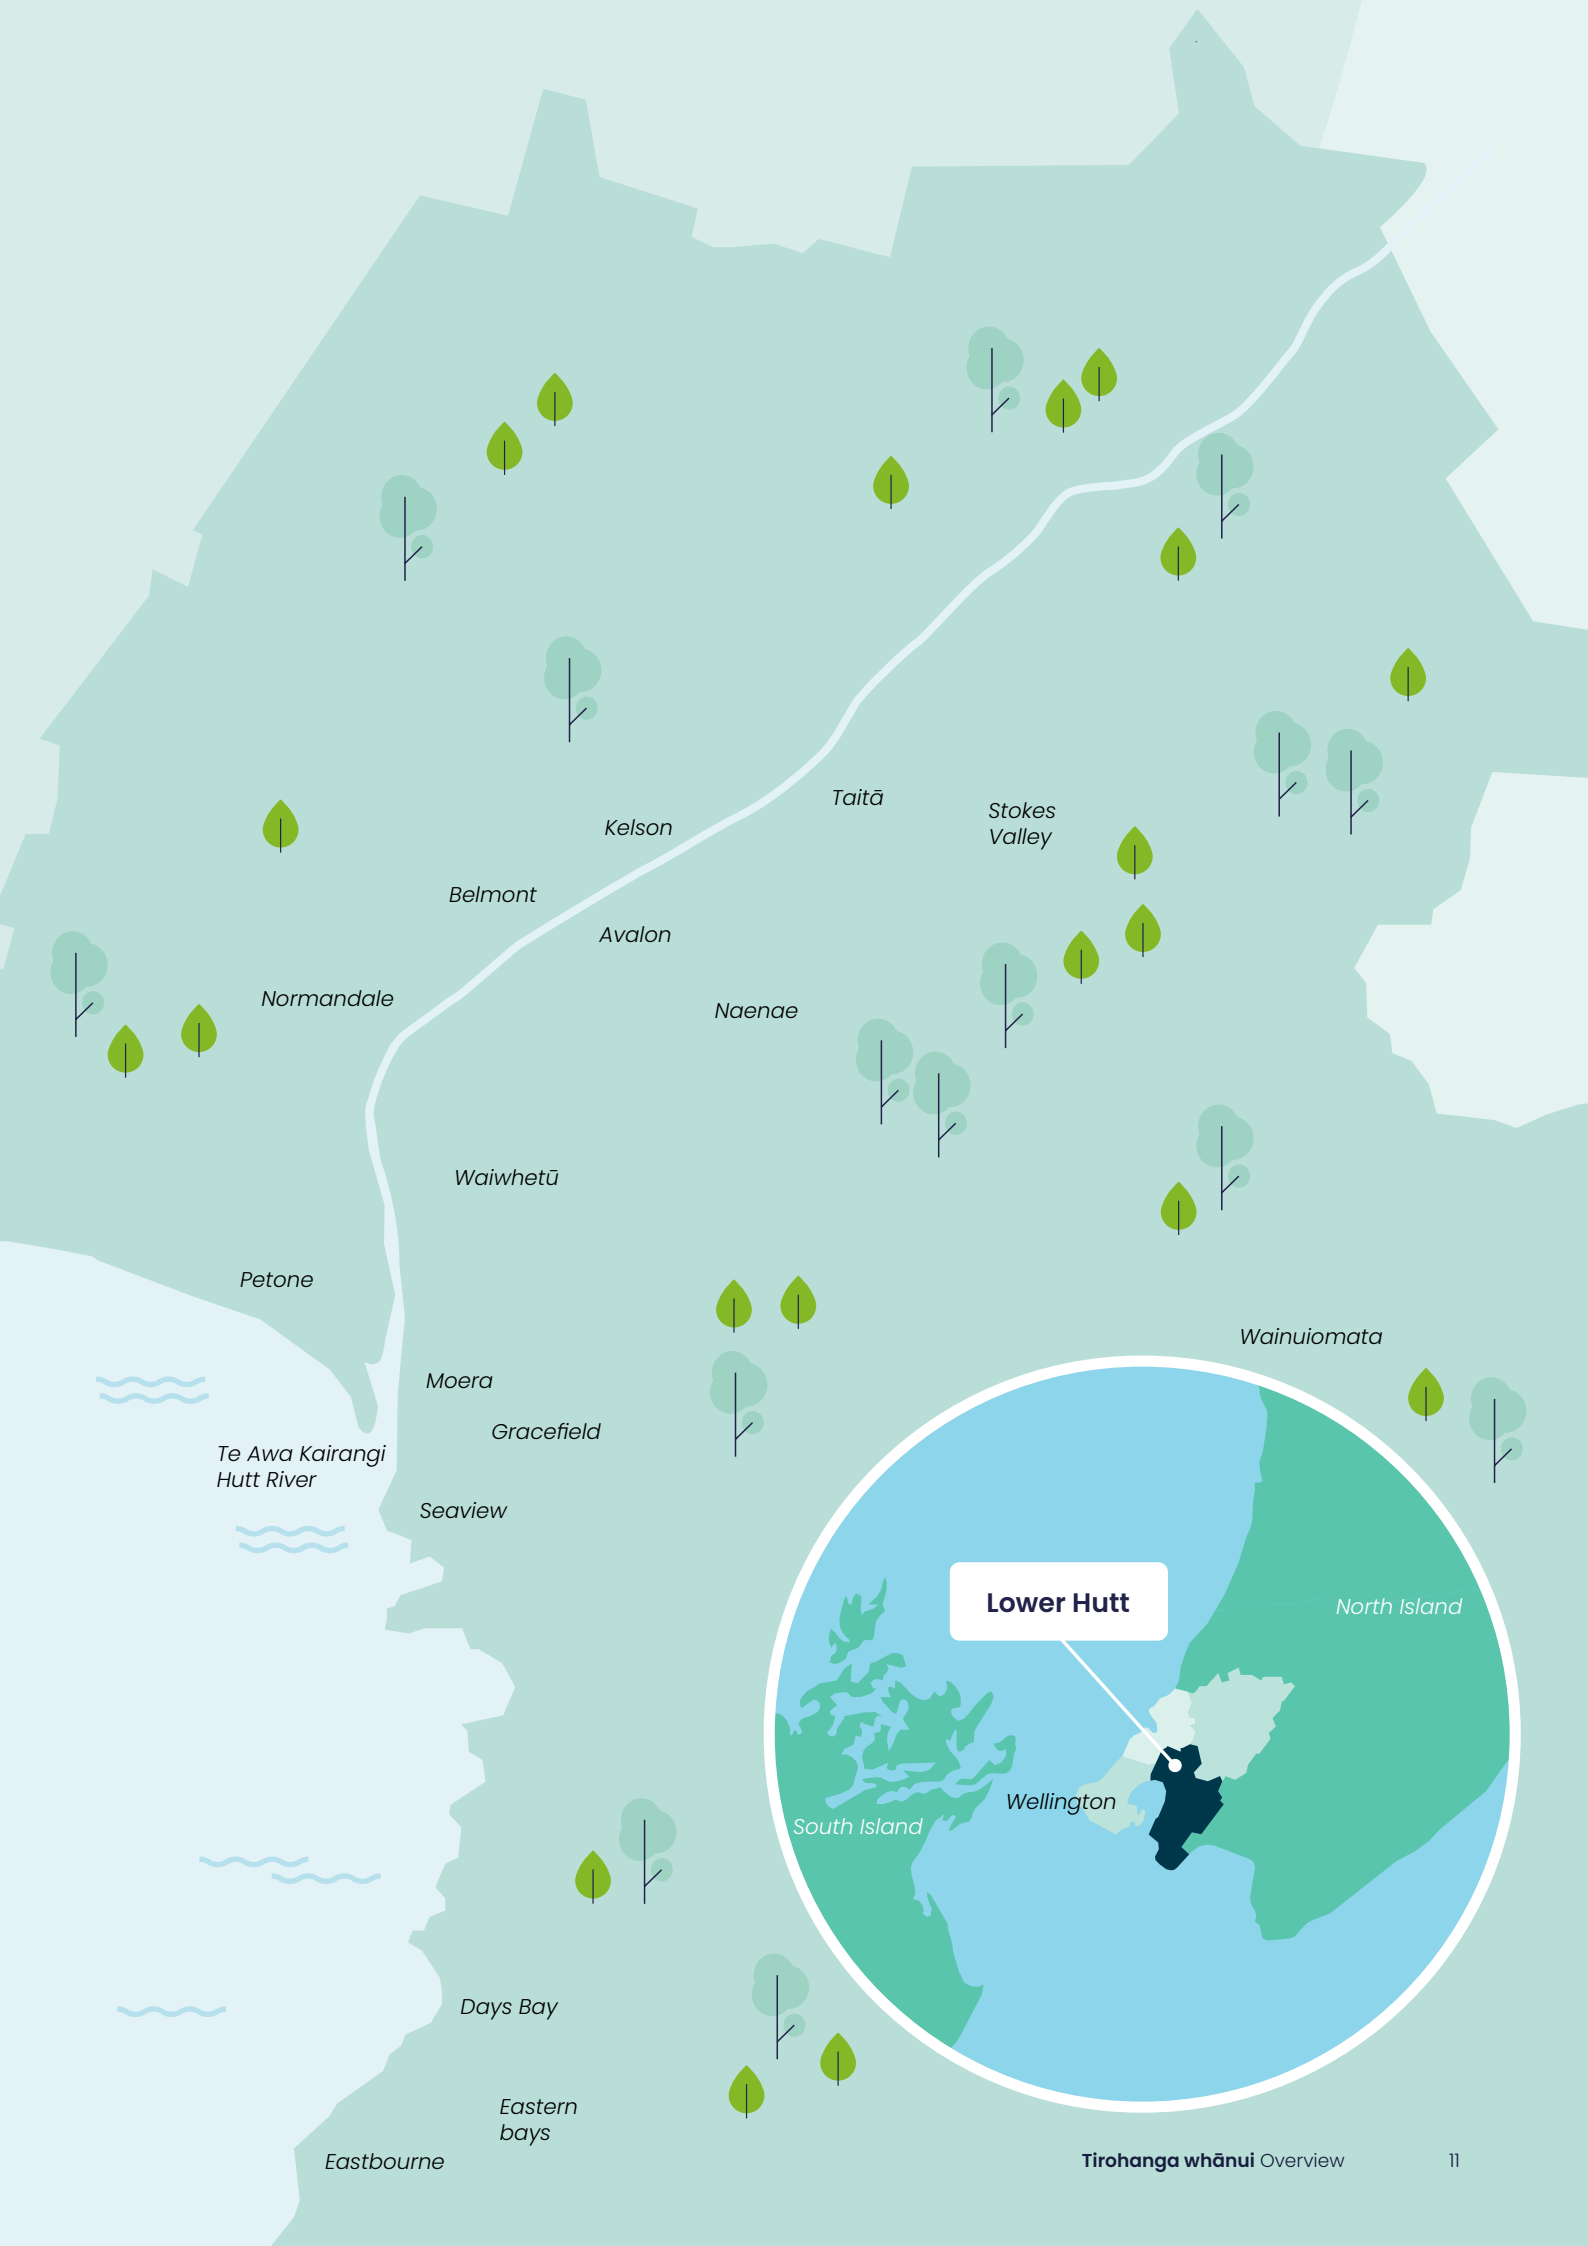 Taitā
Stokes
Valley
Kelson
Belmont
Avalon
Normandale
Naenae
Waiwhetū
Petone
Wainuiomata
Moera
Gracefield
Te Awa Kairangi
Hutt River
Seaview
Lower Hutt
North Island
Wellington
South Island
Days Bay
Eastern
bays
Eastbourne
Tirohanga whānui Overview 11